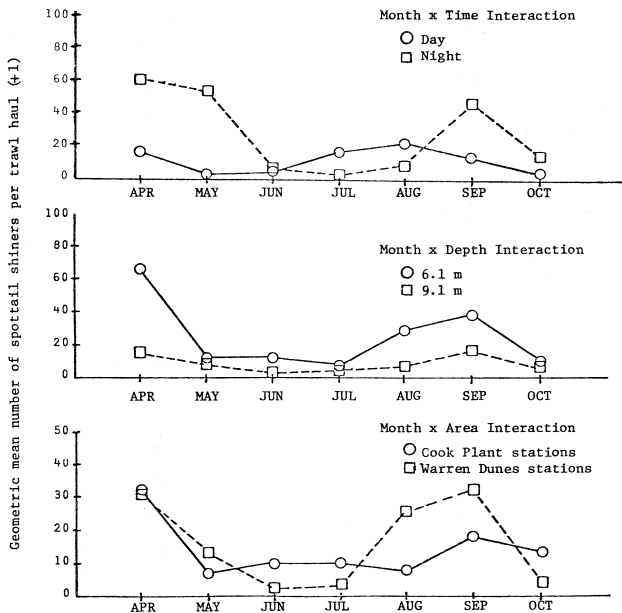 Geometric mean number of spottail shiners per trawl haul (+1)
Month x Time Interaction
Day
Night
100
80
60
40
20
0
APR MAY JUN JUL AUG SEP OCT
Month x Depth Interaction
6.1 m
9.1 m
100
80
60
40
20
0
APR MAY JUN JUL AUG SEP OCT
Month x Area Interaction
Cook Plant stations
Warren Dunes stations
50
40
30
20
10
0
APR MAY JUN JUL AUG SEP OCT